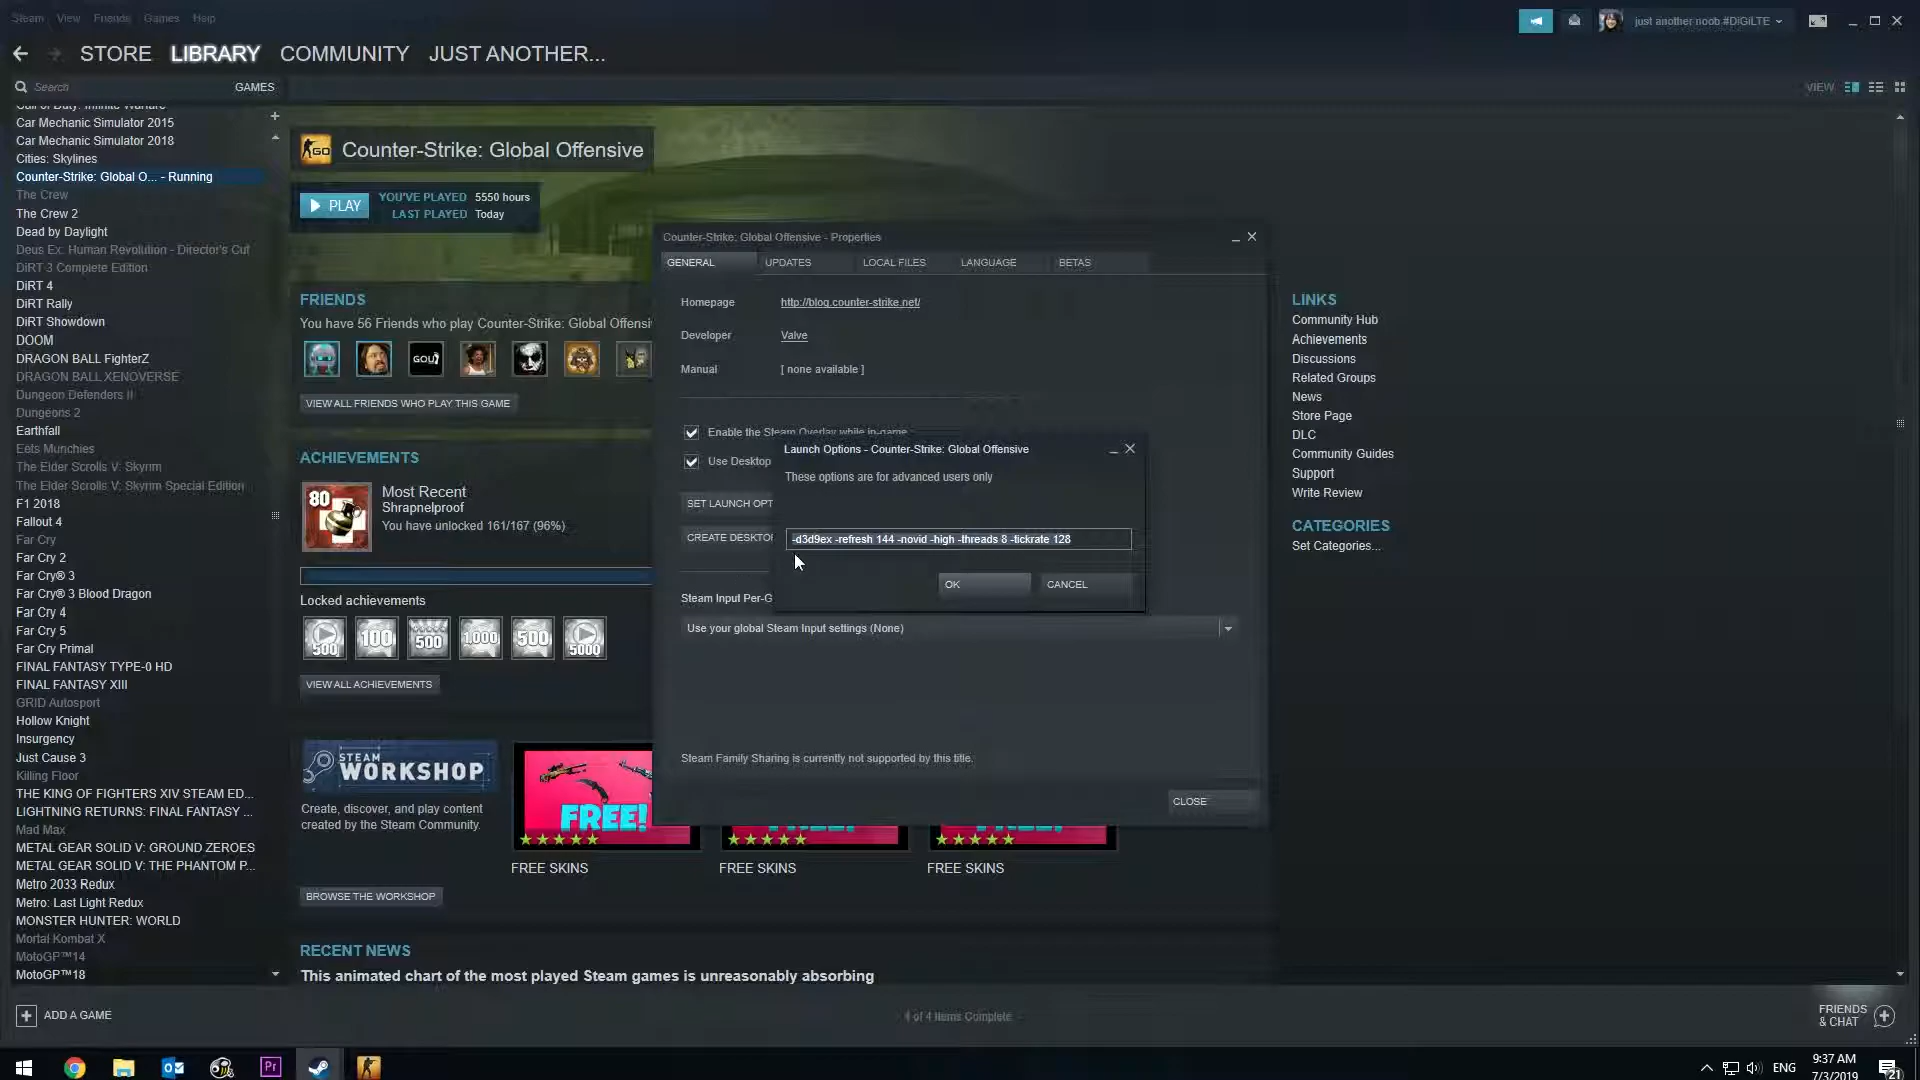 Steam View Friends Games Help
just another noob #DIGILTE
STORE LIBRARY COMMUNITY JUST ANOTHER...
Search GAMES
VIEW
Car Mechanic Simulator 2015
Car Mechanic Simulator 2018
Cities: Skylines
Counter-Strike: Global O... - Running
The Crew
The Crew 2
Dead by Daylight
Deus Ex: Human Revolution - Director's Cut
DiRT 3 Complete Edition
DiRT 4
DiRT Rally
DiRT Showdown
DOOM
DRAGON BALL FighterZ
DRAGON BALL XENOVERSE
Dungeon Defenders II
Dungeons 2
Earthfall
Eets Munchies
The Elder Scrolls V: Skyrim
The Elder Scrolls V: Skyrim Special Edition
F1 2018
Fallout 4
Far Cry
Far Cry 2
Far Cry® 3
Far Cry® 3 Blood Dragon
Far Cry 4
Far Cry 5
Far Cry Primal
FINAL FANTASY TYPE-0 HD
FINAL FANTASY XIII
GRID Autosport
Hollow Knight
Insurgency
Just Cause 3
Killing Floor
THE KING OF FIGHTERS XIV STEAM ED...
LIGHTNING RETURNS: FINAL FANTASY ...
Mad Max
METAL GEAR SOLID V: GROUND ZEROES
METAL GEAR SOLID V: THE PHANTOM P...
Metro 2033 Redux
Metro: Last Light Redux
MONSTER HUNTER: WORLD
Mortal Kombat X
MotoGP™14
MotoGP™18
ADD A GAME
GO
Counter-Strike: Global Offensive
PLAY
YOU'VE PLAYED 5550 hours
LAST PLAYED Today
FRIENDS
You have 56 Friends who play Counter-Strike: Global Offensi
VIEW ALL FRIENDS WHO PLAY THIS GAME
ACHIEVEMENTS
80
Most Recent
Shrapnelproof
You have unlocked 161/167 (96%)
Locked achievements
500 100 500 1,000 500 5000
VIEW ALL ACHIEVEMENTS
STEAM
WORKSHOP
Create, discover, and play content
created by the Steam Community.
FREE!
FREE SKINS
FREE SKINS
FREE SKINS
BROWSE THE WORKSHOP
RECENT NEWS
This animated chart of the most played Steam games is unreasonably absorbing
Counter-Strike: Global Offensive - Properties
GENERAL UPDATES LOCAL FILES LANGUAGE BETAS
Homepage http://blog.counter-strike.net/
Developer Valve
Manual [ none available ]
Enable the Steam Overlay while in-game
Use Desktop
SET LAUNCH OPT
CREATE DESKTO
Launch Options - Counter-Strike: Global Offensive
These options are for advanced users only
-d3d9ex -refresh 144 -novid -high -threads 8 -tickrate 128
OK CANCEL
Steam Input Per-G
Use your global Steam Input settings (None)
Steam Family Sharing is currently not supported by this title.
CLOSE
LINKS
Community Hub
Achievements
Discussions
Related Groups
News
Store Page
DLC
Community Guides
Support
Write Review
CATEGORIES
Set Categories...
4 of 4 Items Complete
FRIENDS
& CHAT
Pr
ENG
9:37 AM
7/3/2019
21